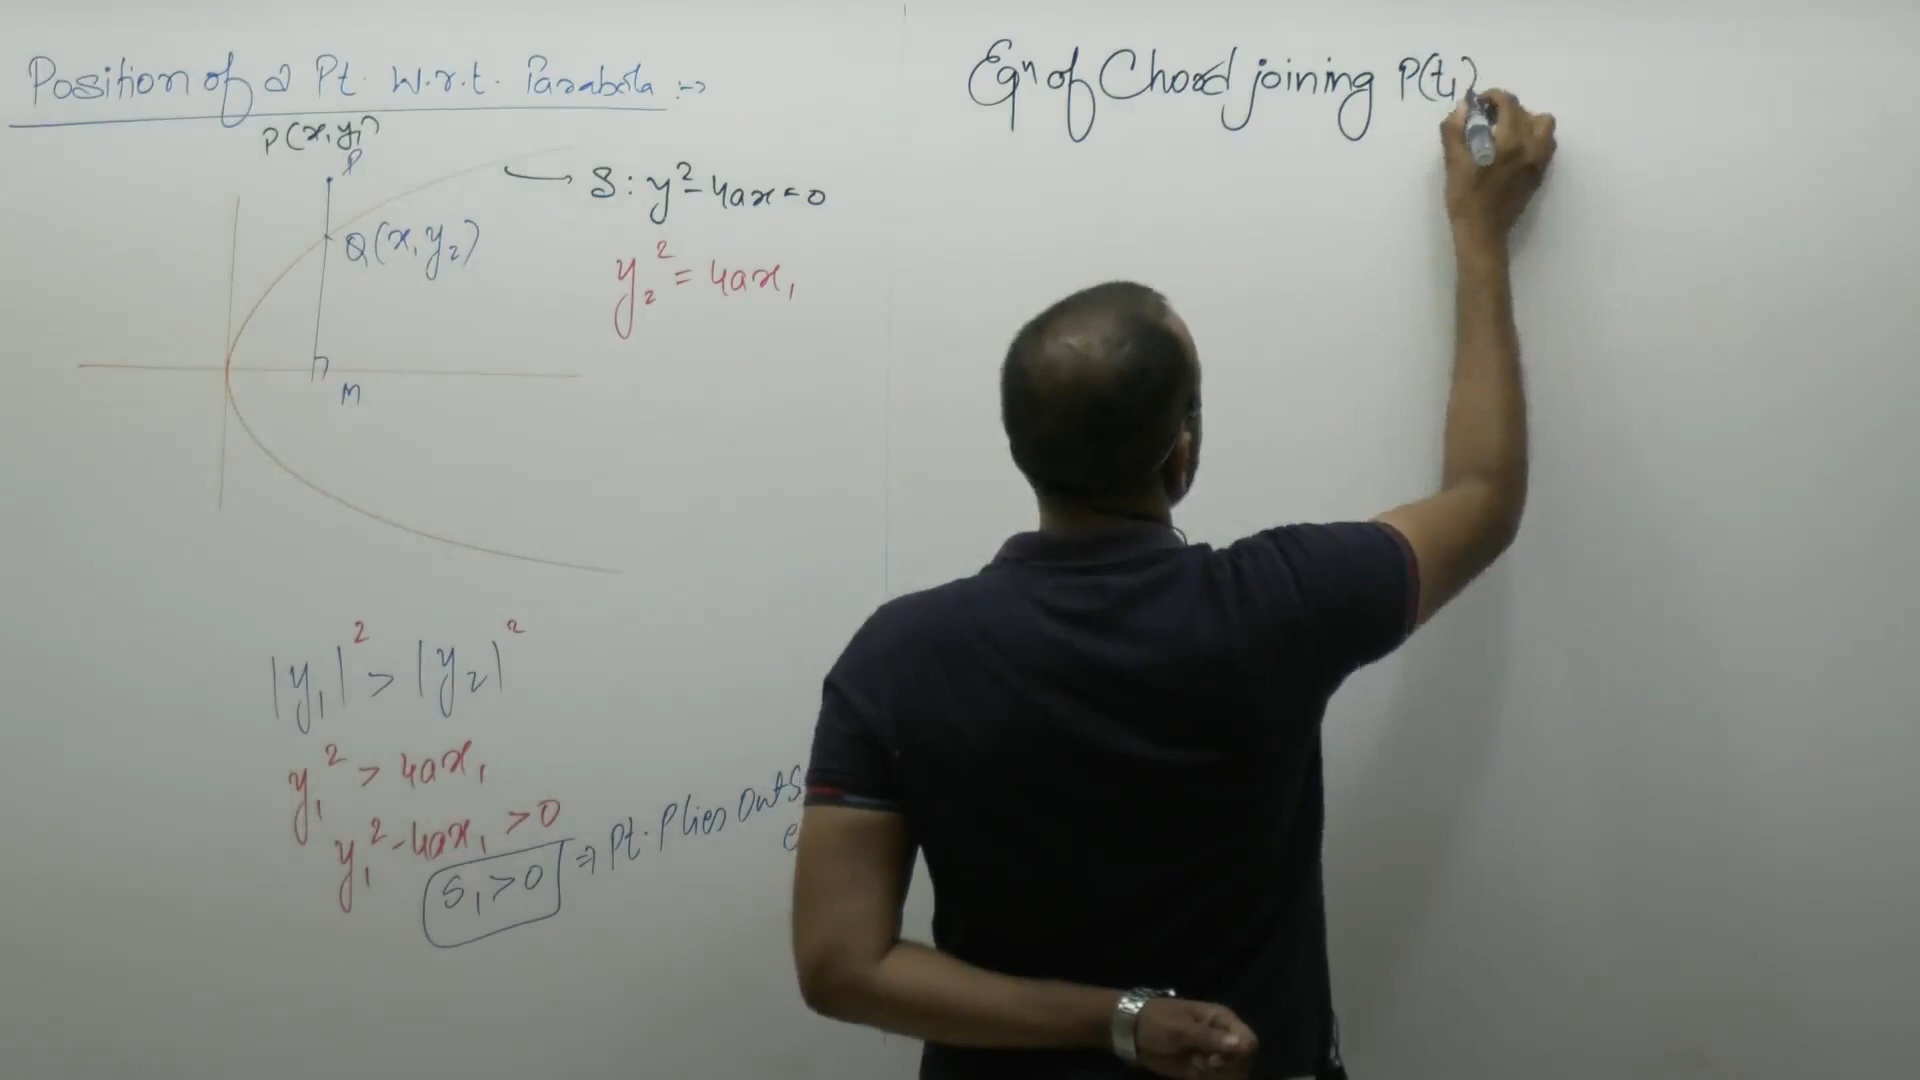 Position of a Pt. w.r.t. Parabola :->
P(x, y₁)
P
S : y² - 4ax = 0
Q(x, y₂)
y₂² = 4ax₁
M
|y₁|² > |y₂|²
y₁² > 4ax₁
y₁² - 4ax₁ > 0
S₁ > 0 => Pt. P lies Outs
Eqⁿ of Chord joining P(t₁)